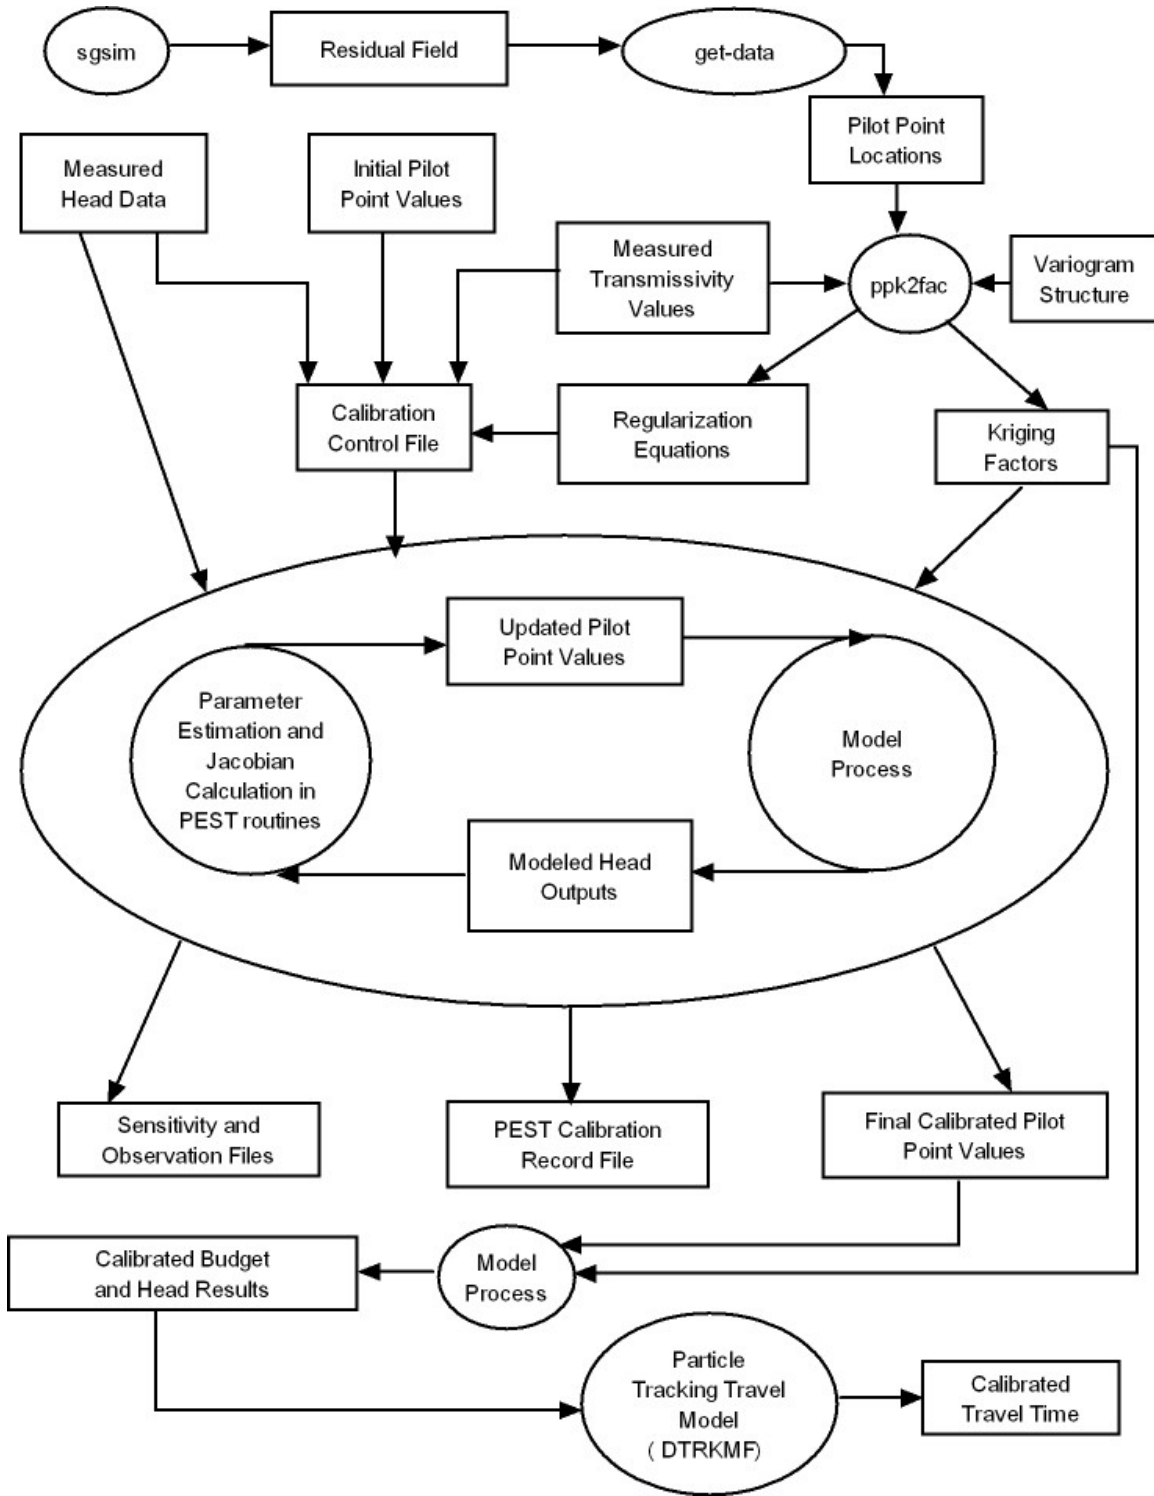 sgsim
Residual Field
get-data
Pilot Point
Locations
Measured
Head Data
Initial Pilot
Point Values
Measured
Transmissivity
Values
ppk2fac
Variogram
Structure
Calibration
Control File
Regularization
Equations
Kriging
Factors
Updated Pilot
Point Values
Parameter
Estimation and
Jacobian
Calculation in
PEST routines
Model
Process
Modeled Head
Outputs
Sensitivity and
Observation Files
PEST Calibration
Record File
Final Calibrated Pilot
Point Values
Calibrated Budget
and Head Results
Model
Process
Particle
Tracking Travel
Model
( DTRKMF)
Calibrated
Travel Time